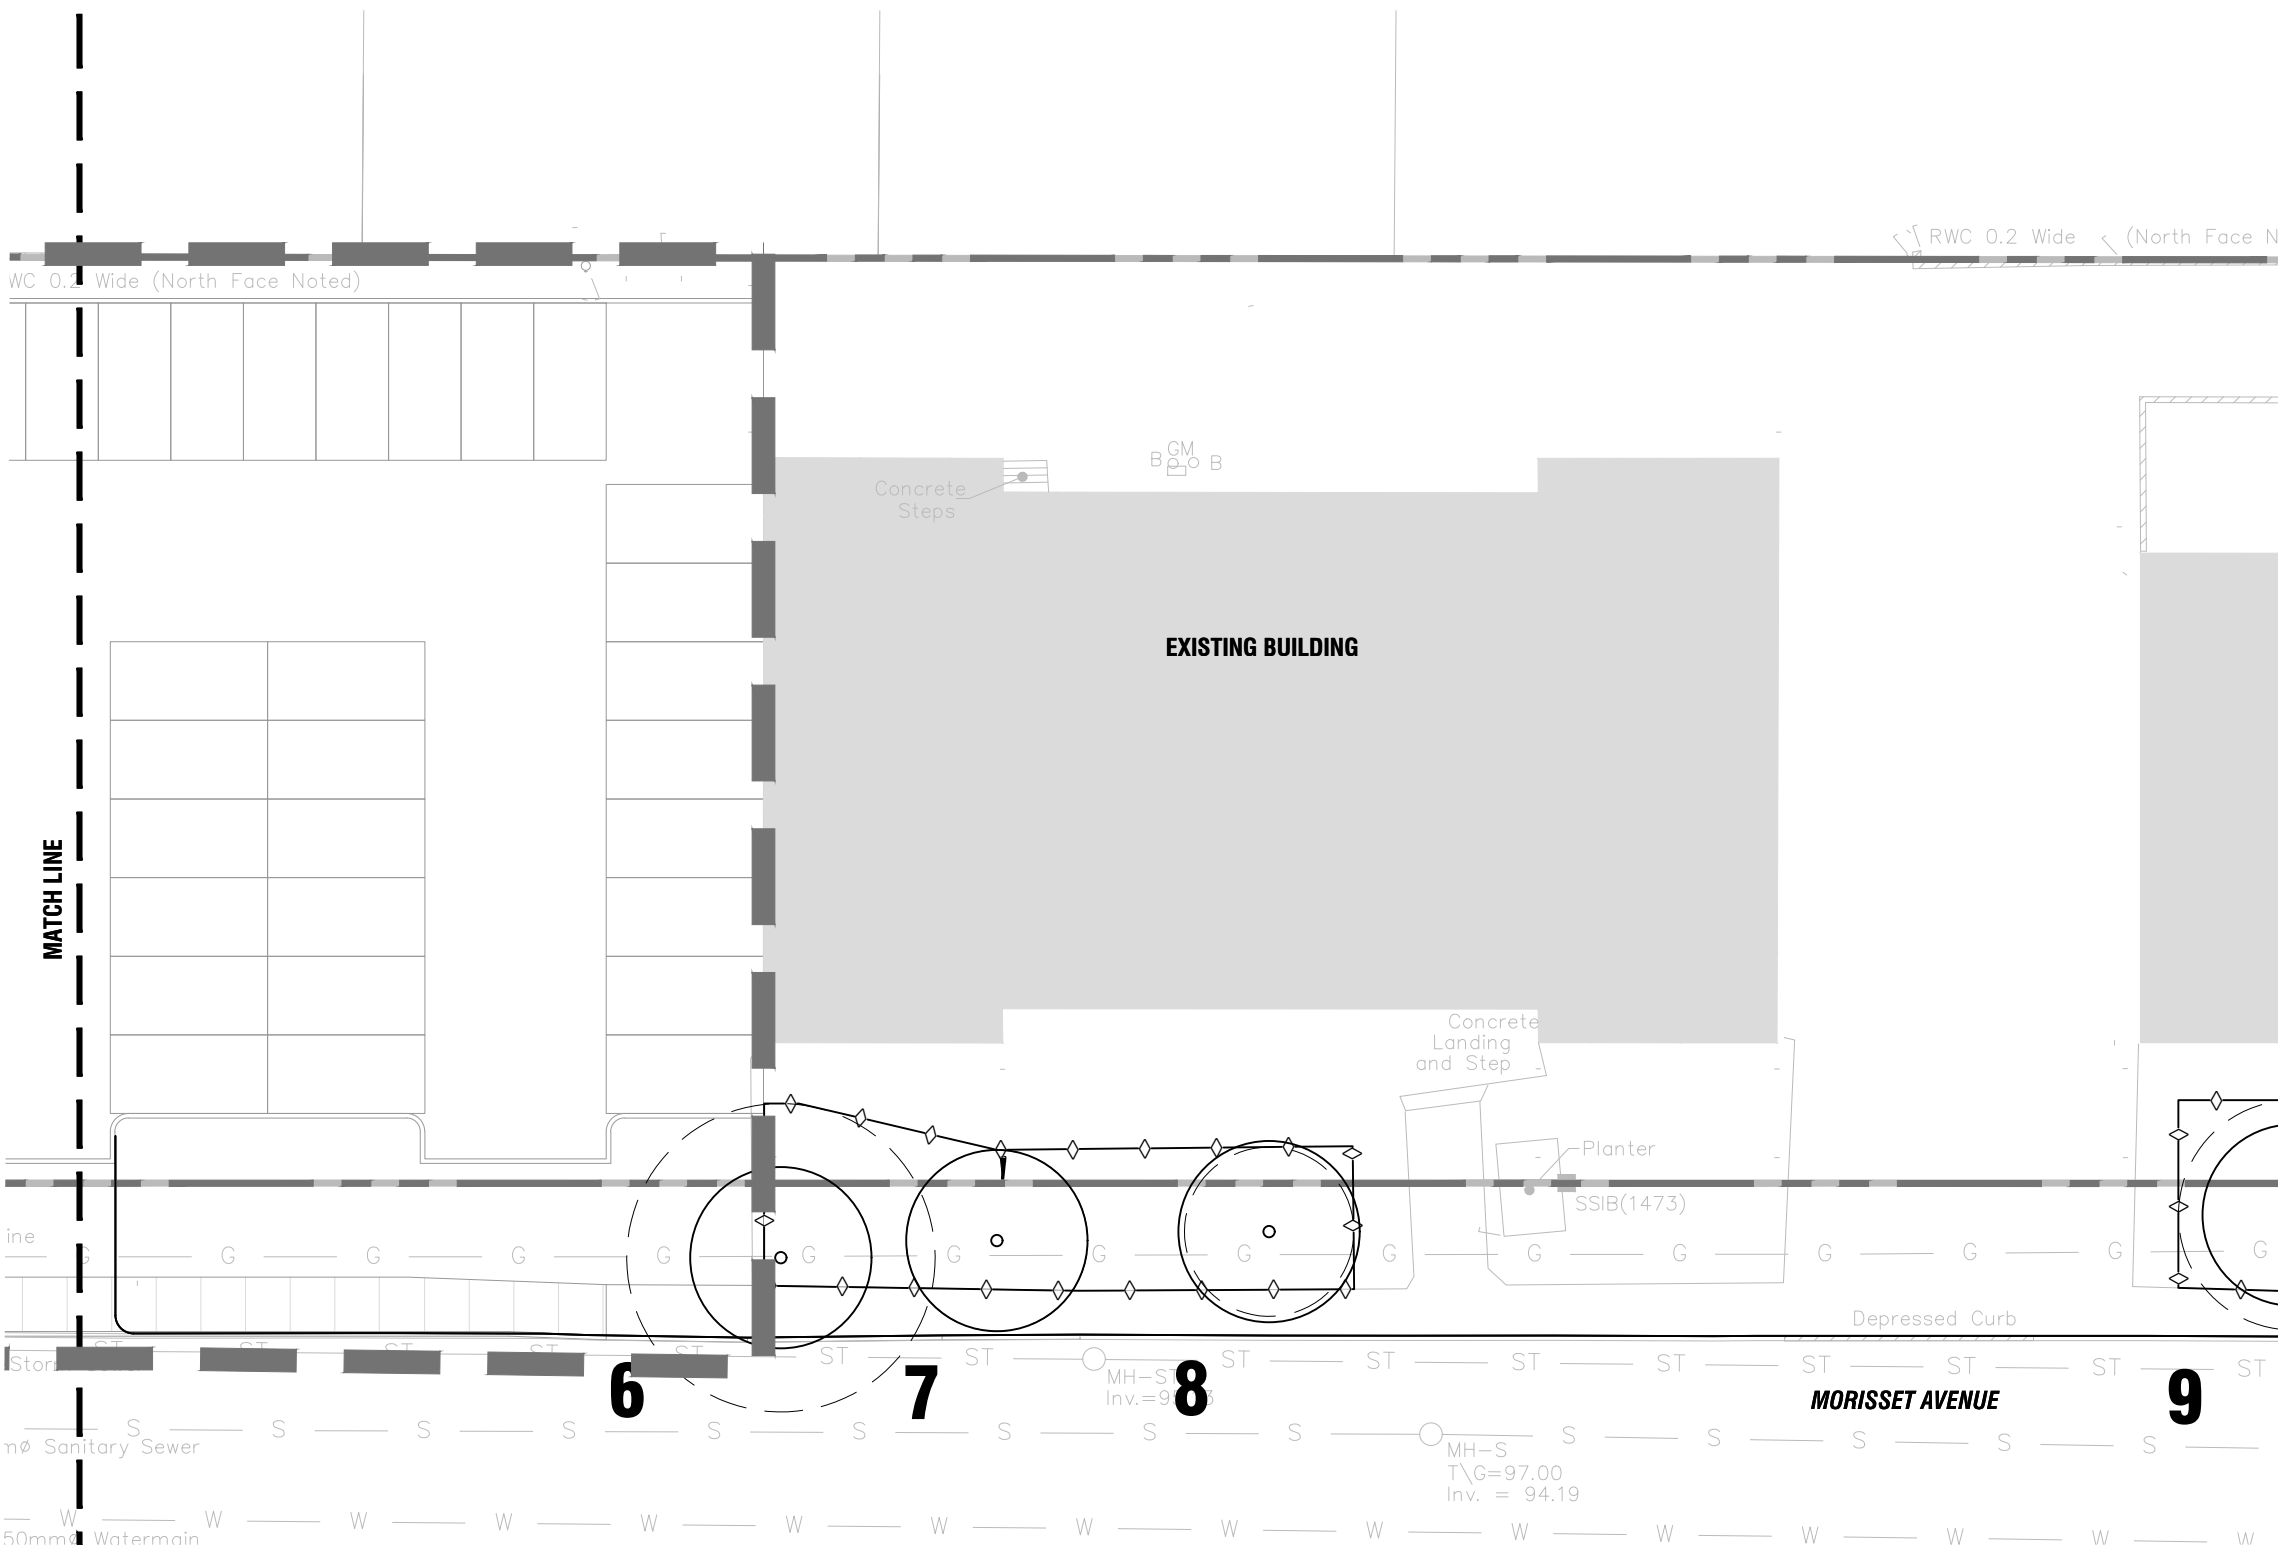 RWC 0.2 Wide
(North Face N
WC 0.2 Wide (North Face Noted)
GM
B
B
Concrete
Steps
EXISTING BUILDING
MATCH LINE
Concrete
Landing
and Step
Planter
SSIB(1473)
ine
G G G G G G G G G G G G G G G G
Depressed Curb
ST ST ST ST ST ST ST ST ST ST ST ST ST ST ST
MH-ST
6
7
8
9
MORISSET AVENUE
S S S S S S S S S S S S S S S
mØ Sanitary Sewer
MH-S
T\G=97.00
Inv. = 94.19
W W W W W W W W W W W W W W W W
50mmØ Watermain